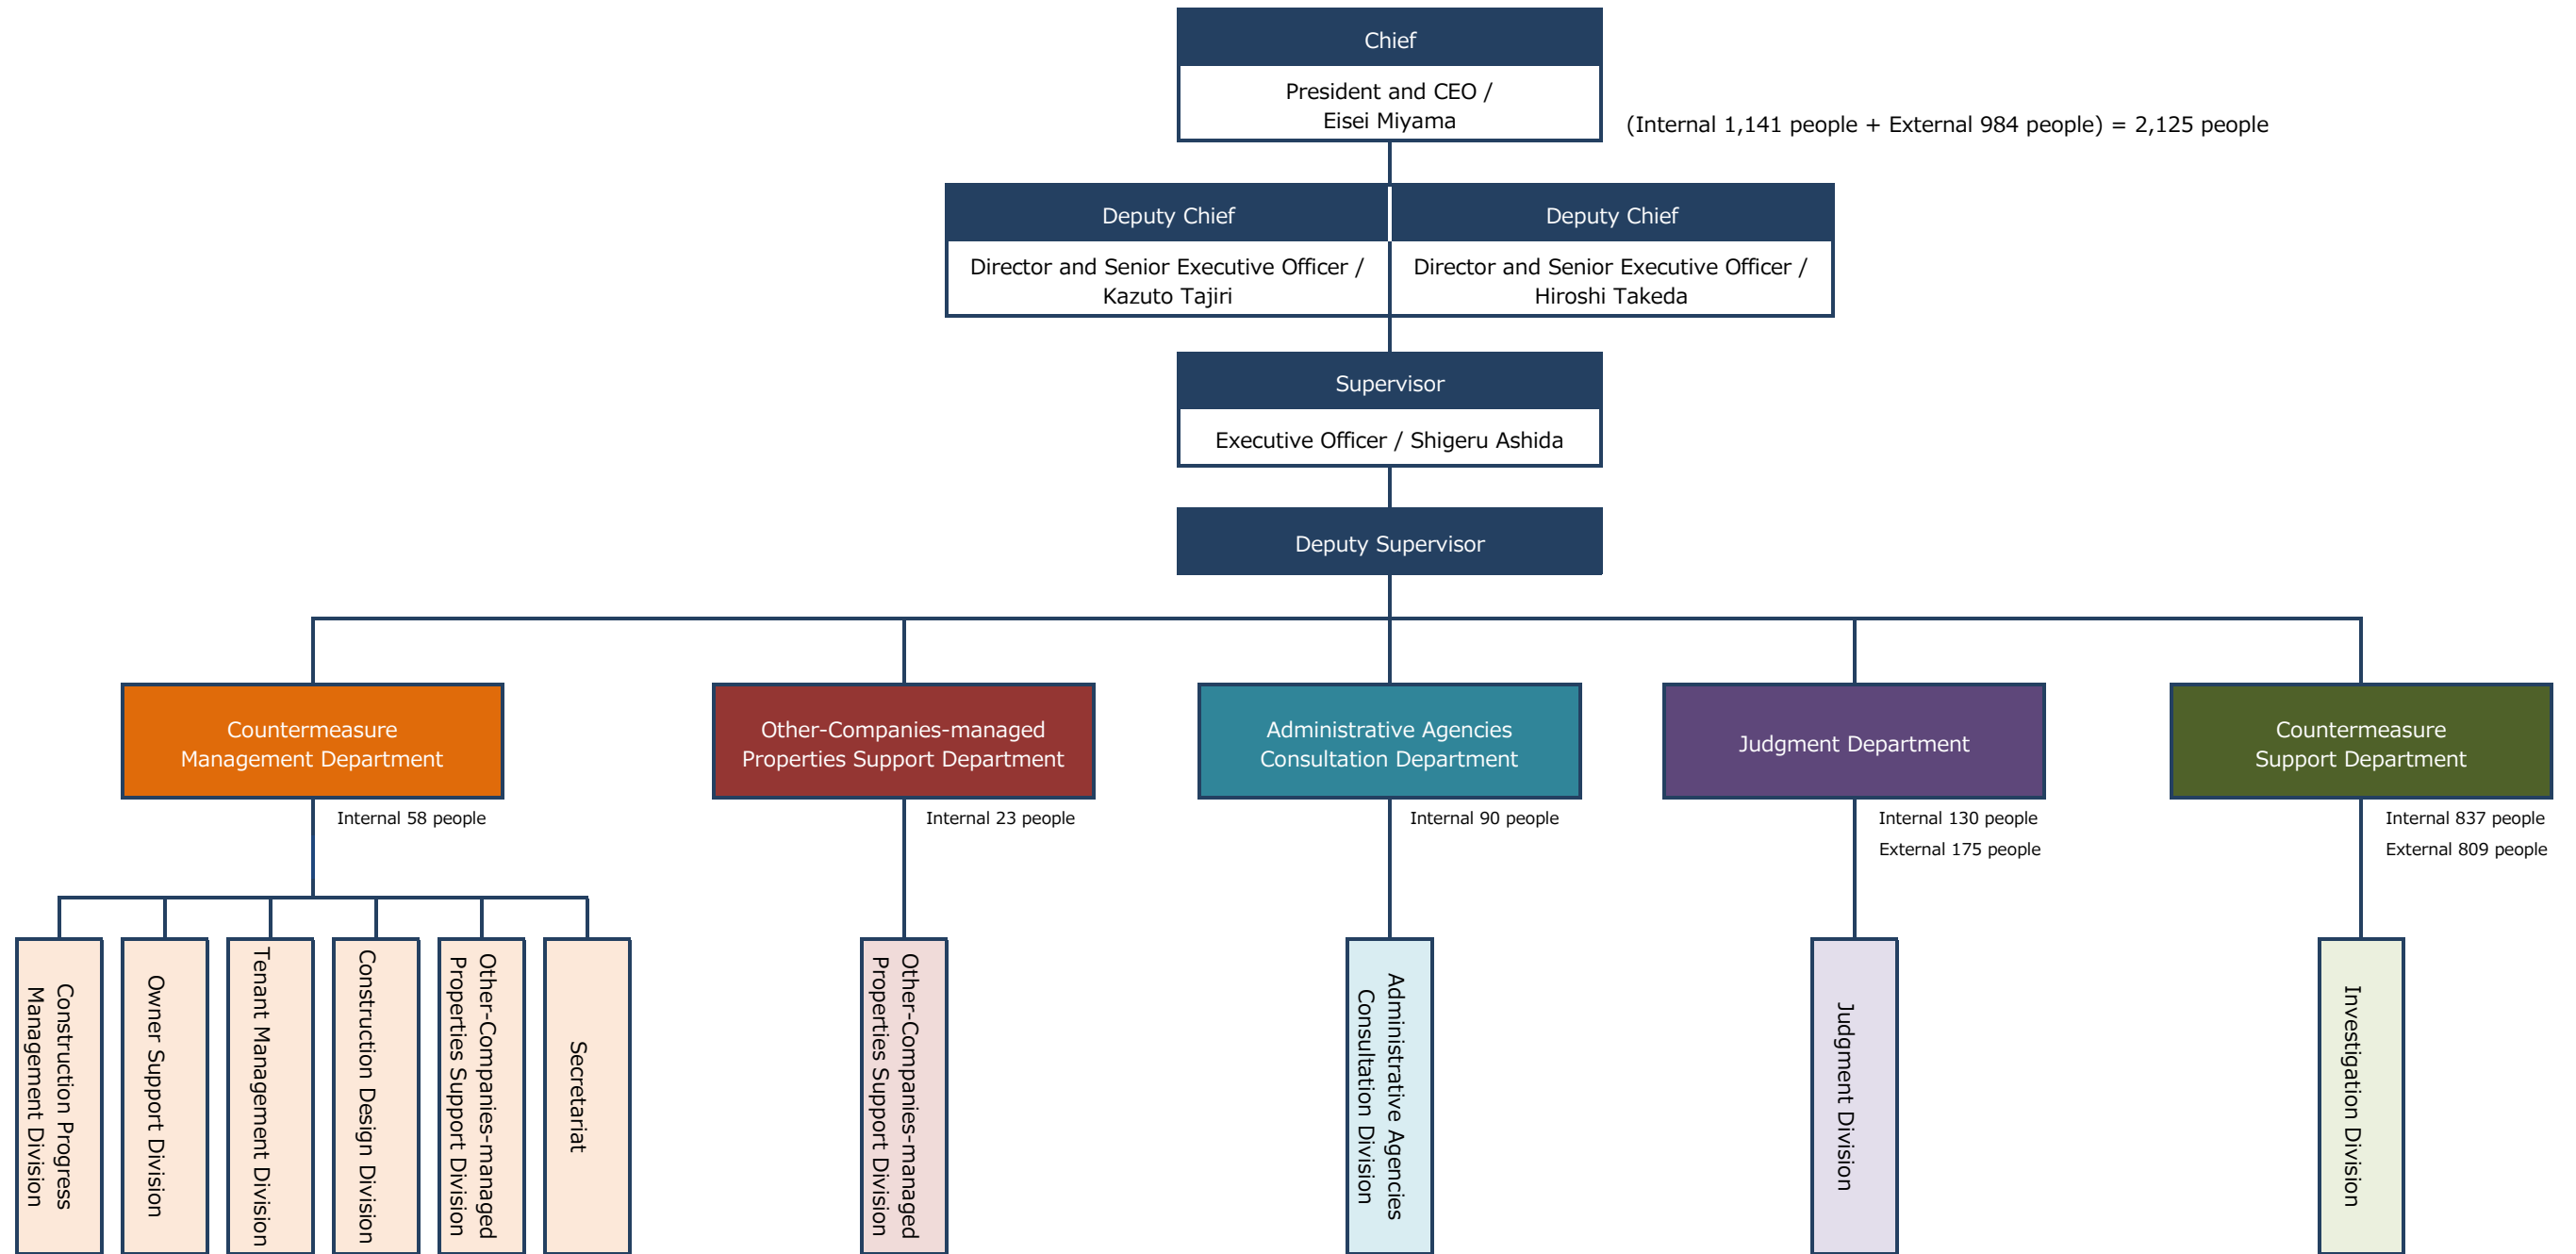 Chief
President and CEO /
Eisei Miyama
(Internal 1,141 people + External 984 people) = 2,125 people
Deputy Chief
Director and Senior Executive Officer /
Kazuto Tajiri
Deputy Chief
Director and Senior Executive Officer /
Hiroshi Takeda
Supervisor
Executive Officer / Shigeru Ashida
Deputy Supervisor
Countermeasure
Management Department
Internal 58 people
Other-Companies-managed
Properties Support Department
Internal 23 people
Administrative Agencies
Consultation Department
Internal 90 people
Judgment Department
Internal 130 people
External 175 people
Countermeasure
Support Department
Internal 837 people
External 809 people
Construction Progress
Management Division
Owner Support Division
Tenant Management Division
Construction Design Division
Other-Companies-managed
Properties Support Division
Secretariat
Other-Companies-managed
Properties Support Division
Administrative Agencies
Consultation Division
Judgment Division
Investigation Division